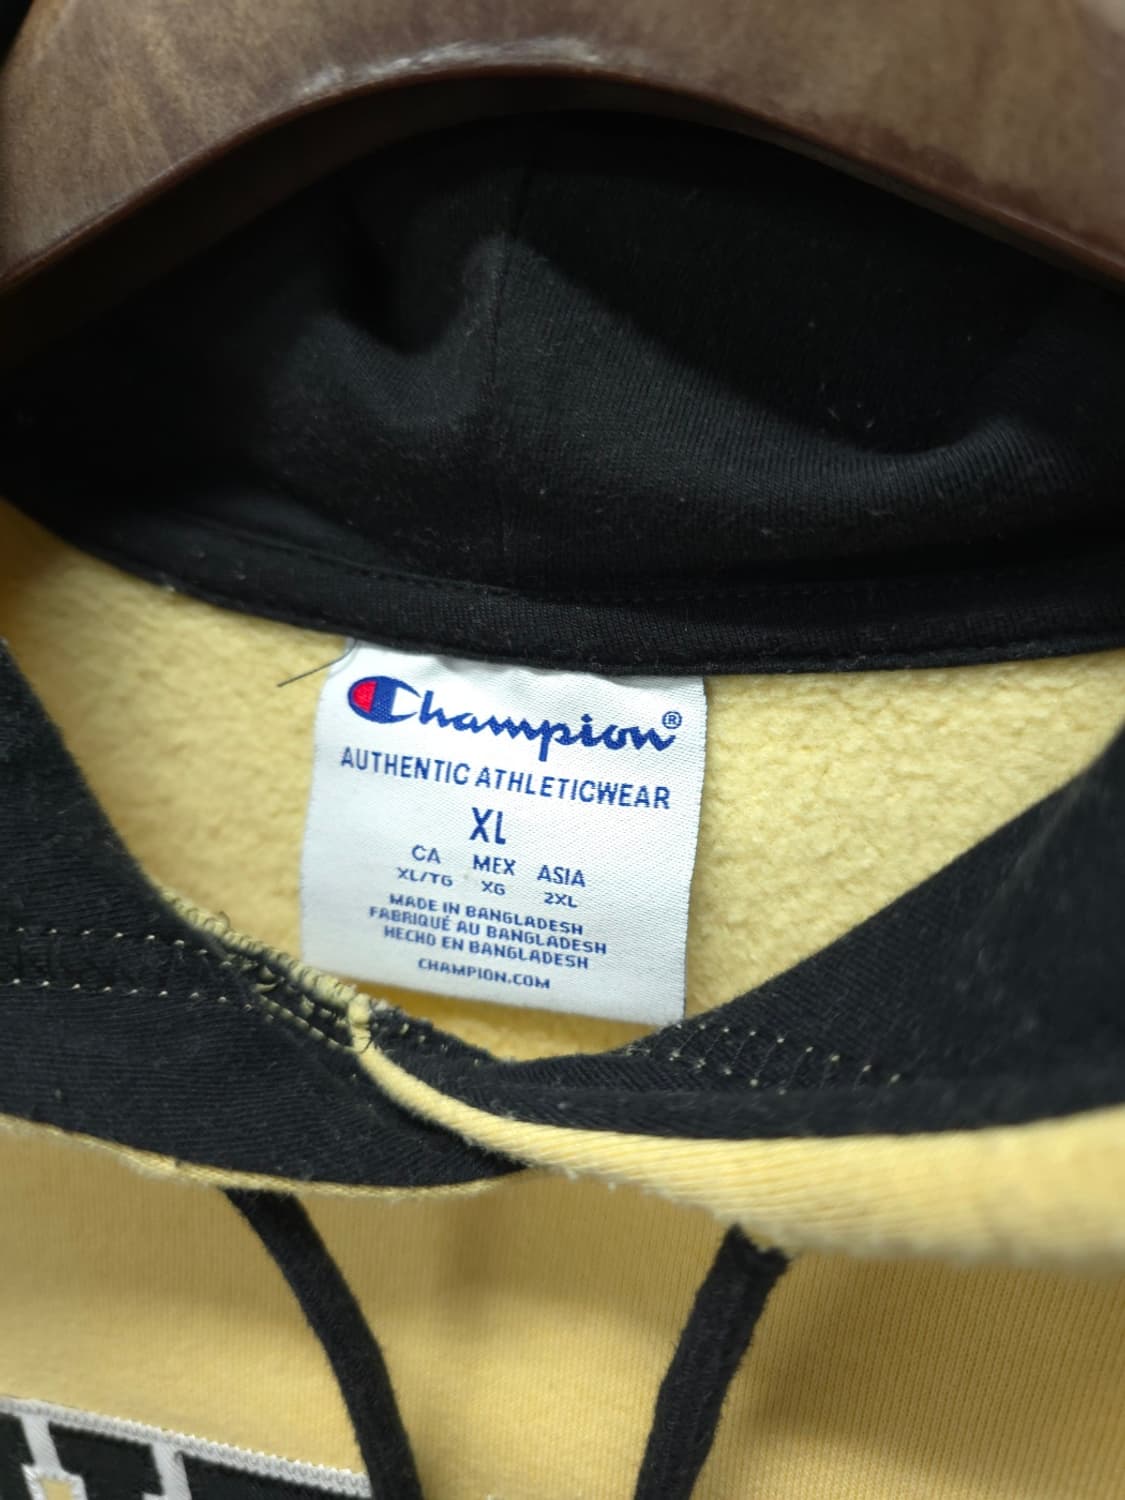 Champion®
AUTHENTIC ATHLETICWEAR
XL
CA MEX ASIA
XL/TG XG 2XL
MADE IN BANGLADESH
FABRIQUÉ AU BANGLADESH
HECHO EN BANGLADESH
CHAMPION.COM